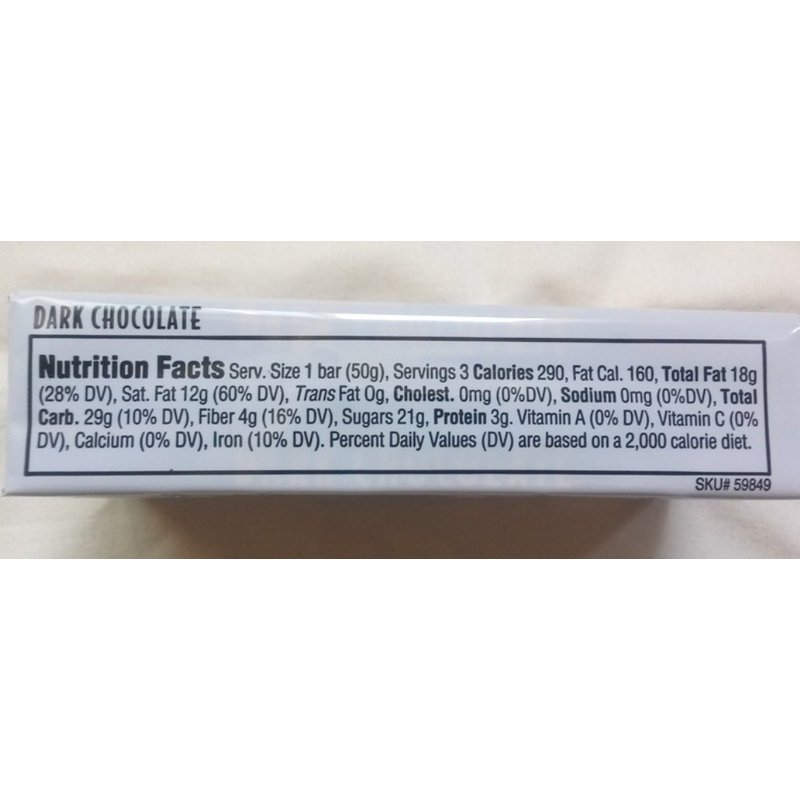 DARK CHOCOLATE
Nutrition Facts Serv. Size 1 bar (50g), Servings 3 Calories 290, Fat Cal. 160, Total Fat 18g
(28% DV), Sat. Fat 12g (60% DV), Trans Fat 0g, Cholest. 0mg (0%DV), Sodium 0mg (0%DV), Total
Carb. 29g (10% DV), Fiber 4g (16% DV), Sugars 21g, Protein 3g. Vitamin A (0% DV), Vitamin C (0%
DV), Calcium (0% DV), Iron (10% DV). Percent Daily Values (DV) are based on a 2,000 calorie diet.
SKU# 59849